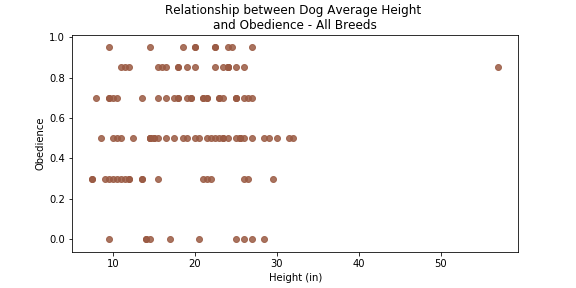 Relationship between Dog Average Height
and Obedience - All Breeds
1.0
0.8
0.6
0.4
0.2
0.0
Obedience
10 20 30 40 50
Height (in)